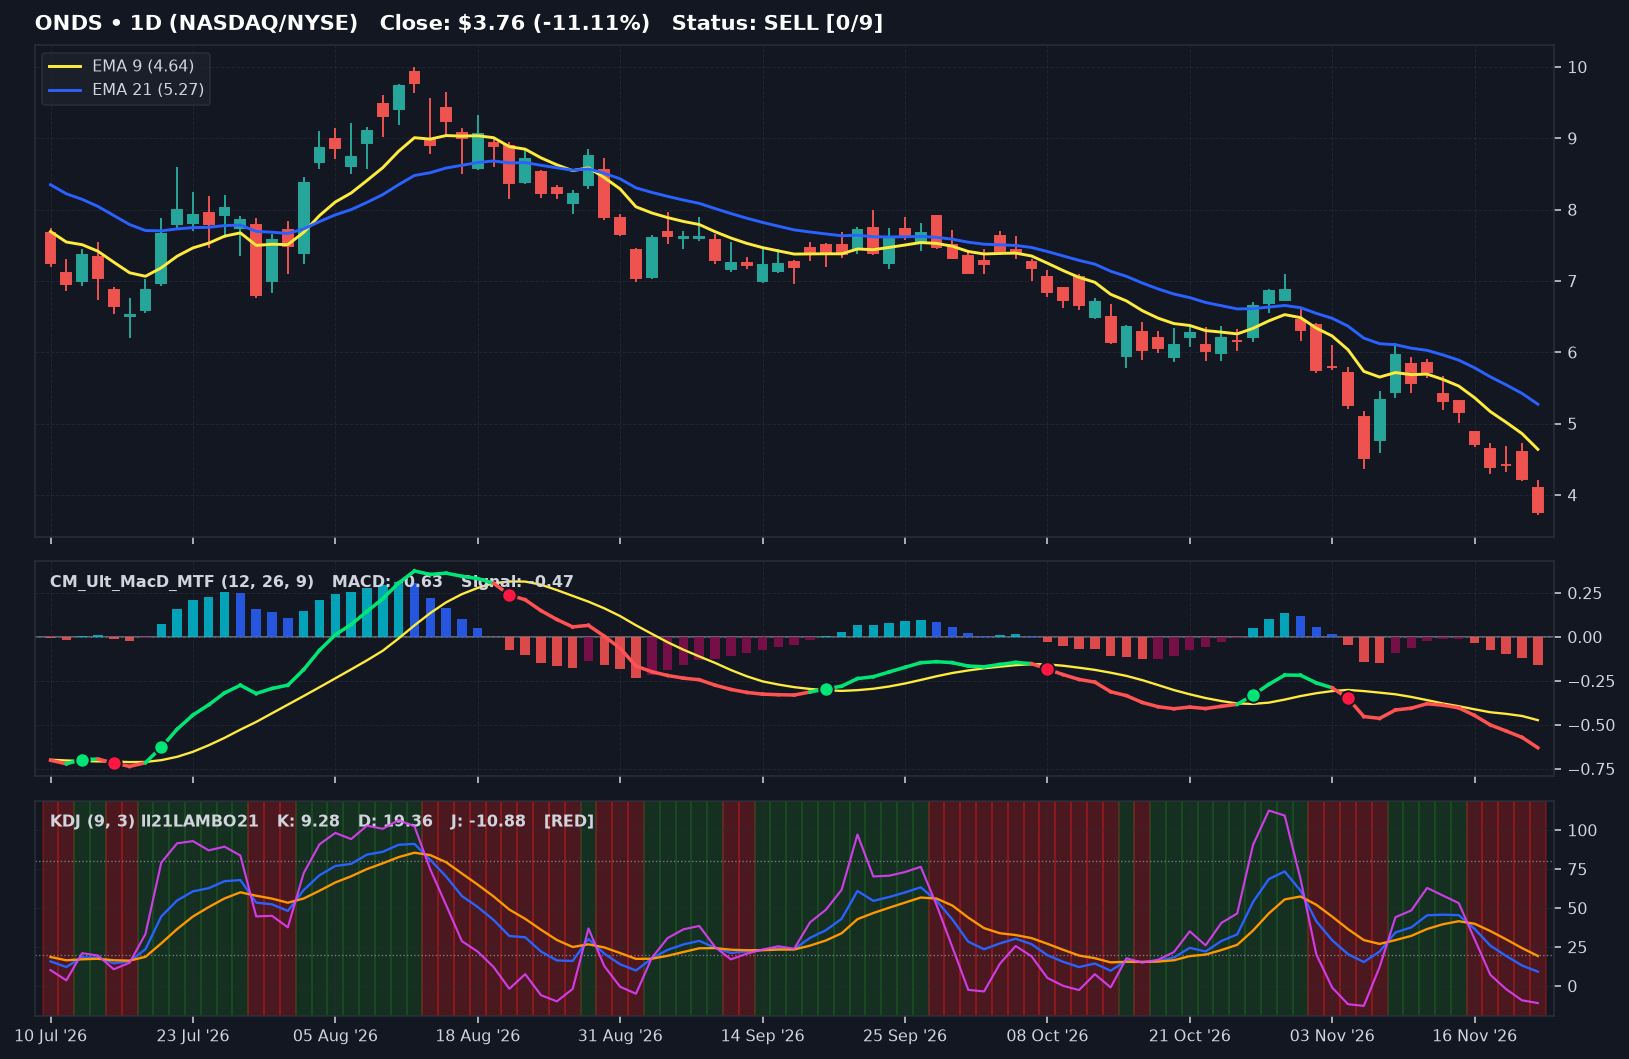 ONDS • 1D (NASDAQ/NYSE)   Close: $3.76 (-11.11%)   Status: SELL [0/9]
EMA 9 (4.64)
EMA 21 (5.27)
10
9
8
7
6
5
4
CM_Ult_MacD_MTF (12, 26, 9)   MACD: -0.63   Signal: -0.47
0.25
0.00
−0.25
−0.50
−0.75
KDJ (9, 3) II21LAMBO21   K: 9.28   D: 19.36   J: -10.88   [RED]
100
75
50
25
0
10 Jul '26   23 Jul '26   05 Aug '26   18 Aug '26   31 Aug '26   14 Sep '26   25 Sep '26   08 Oct '26   21 Oct '26   03 Nov '26   16 Nov '26